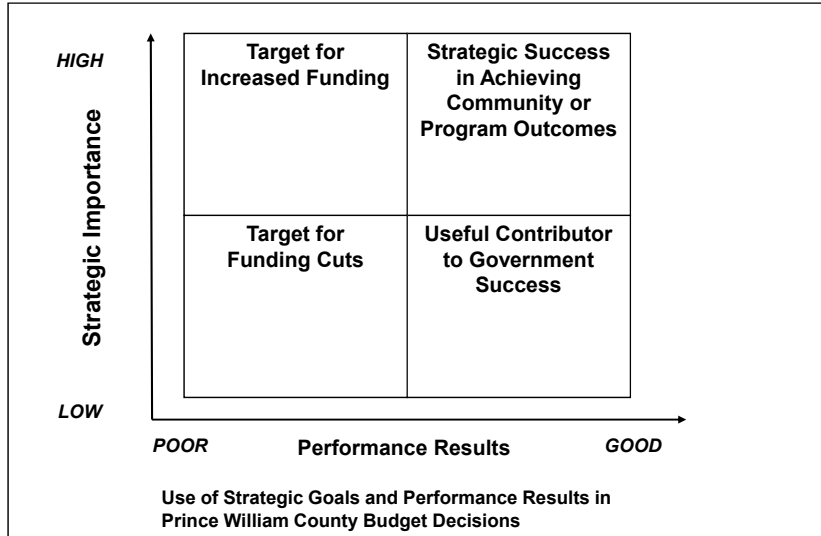 HIGH
Target for
Increased Funding
Strategic Success
in Achieving
Community or
Program Outcomes
Strategic Importance
Target for
Funding Cuts
Useful Contributor
to Government
Success
LOW
POOR
Performance Results
GOOD
Use of Strategic Goals and Performance Results in
Prince William County Budget Decisions